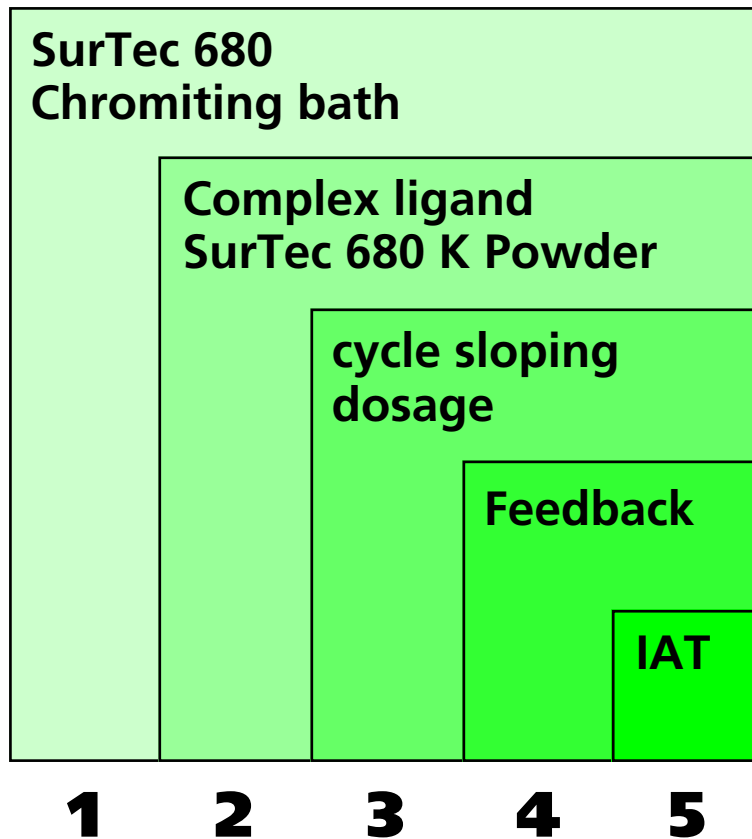 SurTec 680
Chromiting bath
Complex ligand
SurTec 680 K Powder
cycle sloping
dosage
Feedback
IAT
1 2 3 4 5